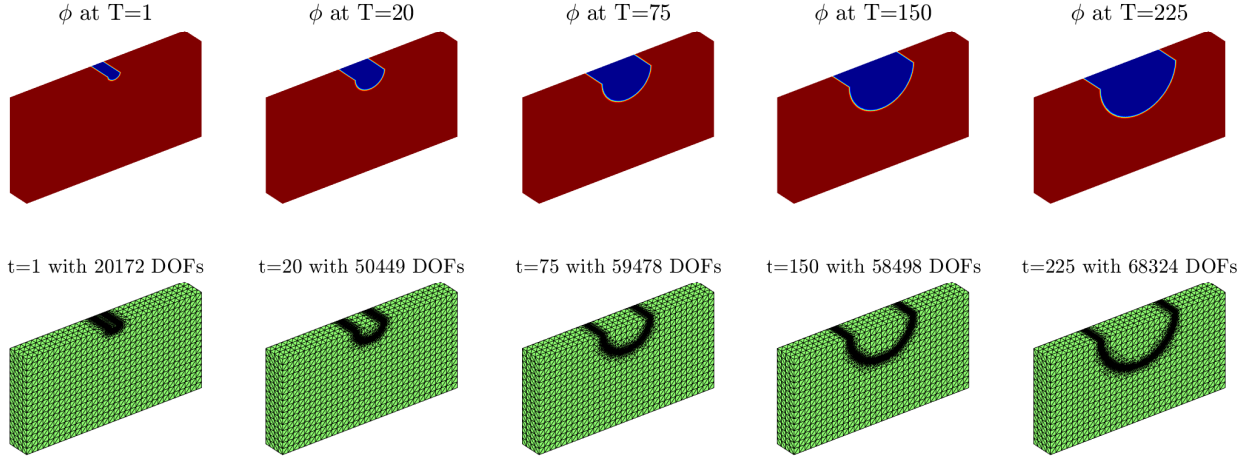 ϕ at T=1
ϕ at T=20
ϕ at T=75
ϕ at T=150
ϕ at T=225
t=1 with 20172 DOFs
t=20 with 50449 DOFs
t=75 with 59478 DOFs
t=150 with 58498 DOFs
t=225 with 68324 DOFs